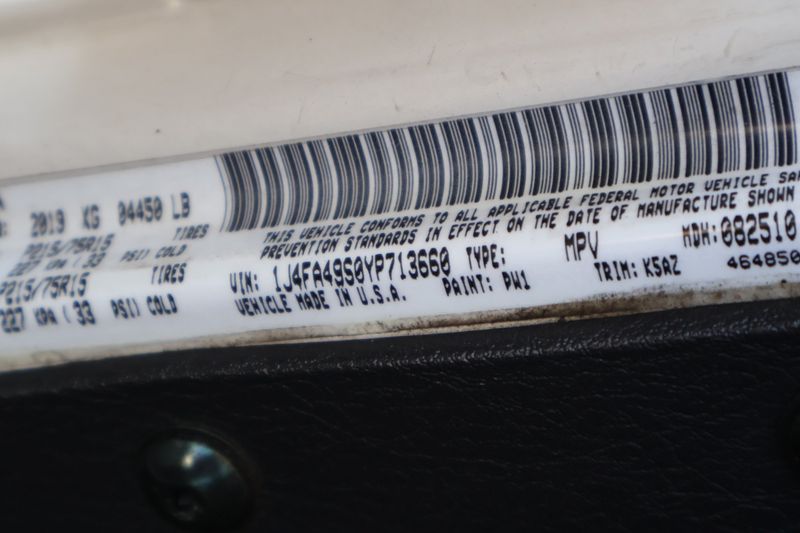 2019 KG 04450 LB
P215/75R15 TIRES
227 KPA ( 33 PSI) COLD
P215/75R15 TIRES
227 KPA ( 33 PSI) COLD
THIS VEHICLE CONFORMS TO ALL APPLICABLE FEDERAL MOTOR VEHICLE SA
PREVENTION STANDARDS IN EFFECT ON THE DATE OF MANUFACTURE SHOWN
VIN: 1J4FA49S0YP713660 TYPE: MPV MDH: 082510
VEHICLE MADE IN U.S.A. PAINT: PW1 TRIM: K5AZ 464850